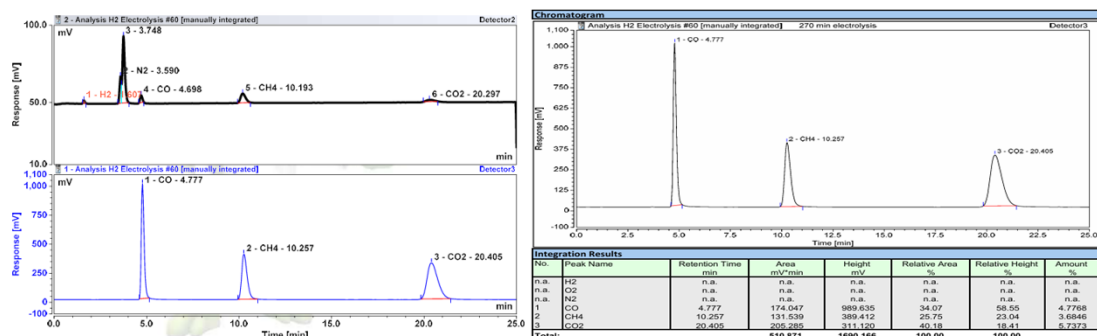 2 - Analysis H2 Electrolysis #60 [manually integrated] Detector2
100.0
mV
3 - 3.748
2 - N2 - 3.590
1 - H2 - 1.607
4 - CO - 4.698
5 - CH4 - 10.193
6 - CO2 - 20.297
50.0
10.0
Response [mV]
min
1 - Analysis H2 Electrolysis #60 [manually integrated] Detector3
1,100
1,000
mV
1 - CO - 4.777
2 - CH4 - 10.257
3 - CO2 - 20.405
750
500
250
0
-100
Response [mV]
min
0.0 5.0 10.0 15.0 20.0 25.0
Time [min]
Chromatogram
Analysis H2 Electrolysis #60 [manually integrated] 270 min electrolysis Detector3
1,100
1,000
1 - CO - 4.777
875
750
625
500
2 - CH4 - 10.257
375
3 - CO2 - 20.405
250
125
0
-100
Response [mV]
0.0 2.5 5.0 7.5 10.0 12.5 15.0 17.5 20.0 22.5 25.0
Time [min]
Integration Results
No. Peak Name Retention Time Area Height Relative Area Relative Height Amount
min mV*min mV % % %
n.a. H2 n.a. n.a. n.a. n.a. n.a. n.a.
n.a. O2 n.a. n.a. n.a. n.a. n.a. n.a.
n.a. N2 n.a. n.a. n.a. n.a. n.a. n.a.
1 CO 4.777 174.047 989.635 34.07 58.55 4.7768
2 CH4 10.257 131.539 389.412 25.75 23.04 3.6846
3 CO2 20.405 205.285 311.120 40.18 18.41 5.7373
Total: 510.871 1690.166 100.00 100.00